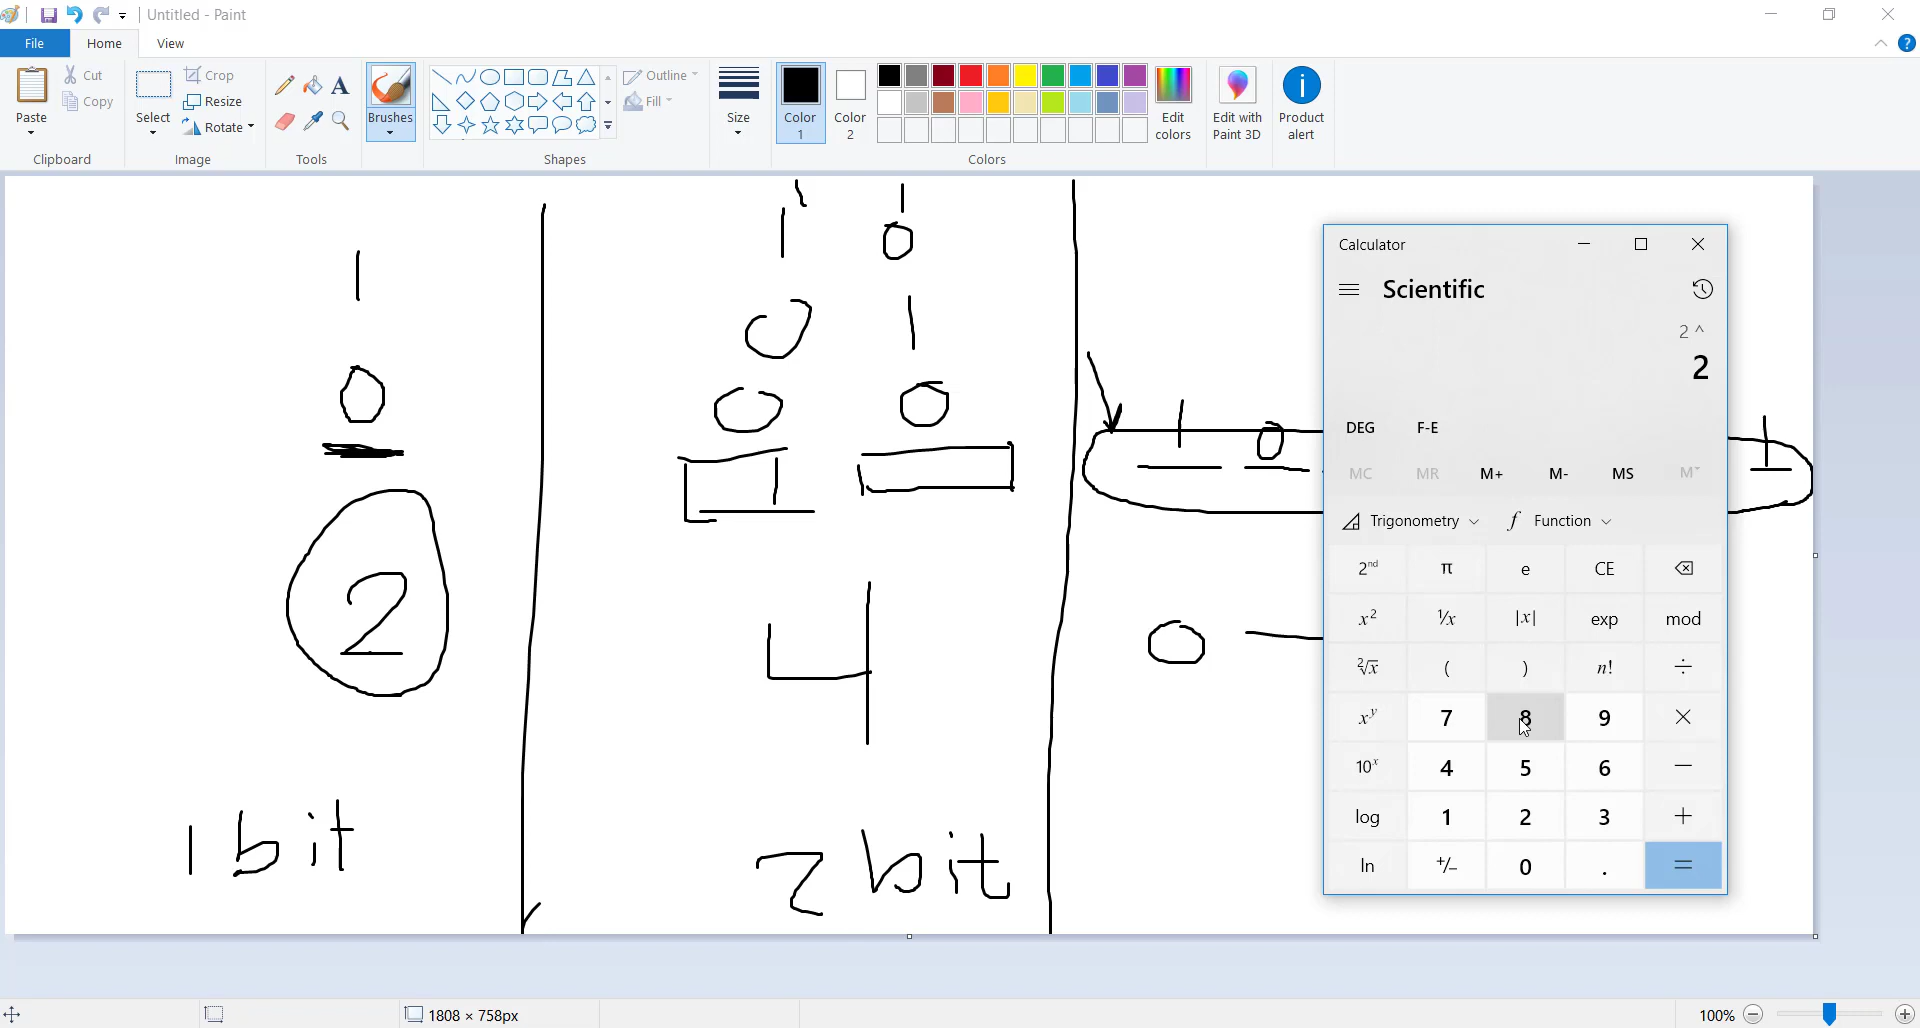 Untitled - Paint
File Home View
Paste
Cut
Copy
Clipboard
Select
Crop
Resize
Rotate
Image
A
Tools
Brushes
Shapes
Outline
Fill
Size
Color 1
Color 2
Colors
Edit colors
Edit with Paint 3D
Product alert
1
0
2
1 bit
1 1
1 0
0 1
0 0
4
2 bit
1 0 1
0 —
Calculator
Scientific
2 ^
2
DEG F-E
MC MR M+ M- MS M˅
Trigonometry f Function
2nd π e CE
x² ¹/x |x| exp mod
²√x ( ) n! ÷
xʸ 7 8 9 ×
10ˣ 4 5 6 −
log 1 2 3 +
ln +/− 0 . =
1808 × 758px
100%